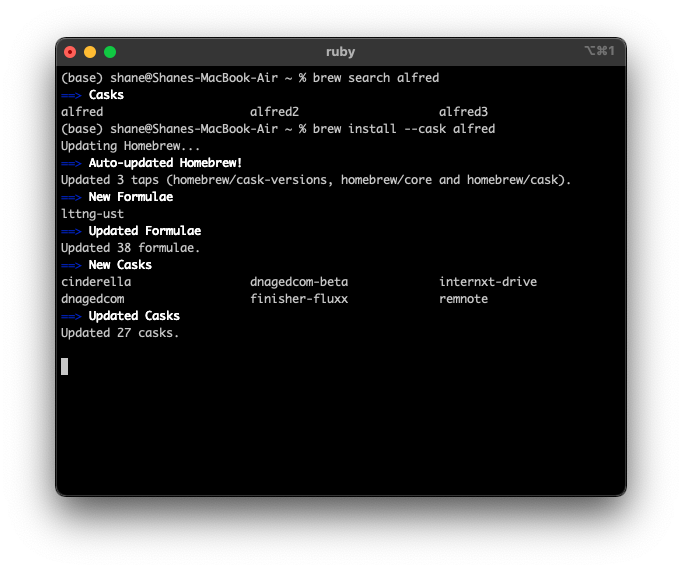 ruby
⌥⌘1
(base) shane@Shanes-MacBook-Air ~ % brew search alfred
==> Casks
alfred alfred2 alfred3
(base) shane@Shanes-MacBook-Air ~ % brew install --cask alfred
Updating Homebrew...
==> Auto-updated Homebrew!
Updated 3 taps (homebrew/cask-versions, homebrew/core and homebrew/cask).
==> New Formulae
lttng-ust
==> Updated Formulae
Updated 38 formulae.
==> New Casks
cinderella dnagedcom-beta internxt-drive
dnagedcom finisher-fluxx remnote
==> Updated Casks
Updated 27 casks.